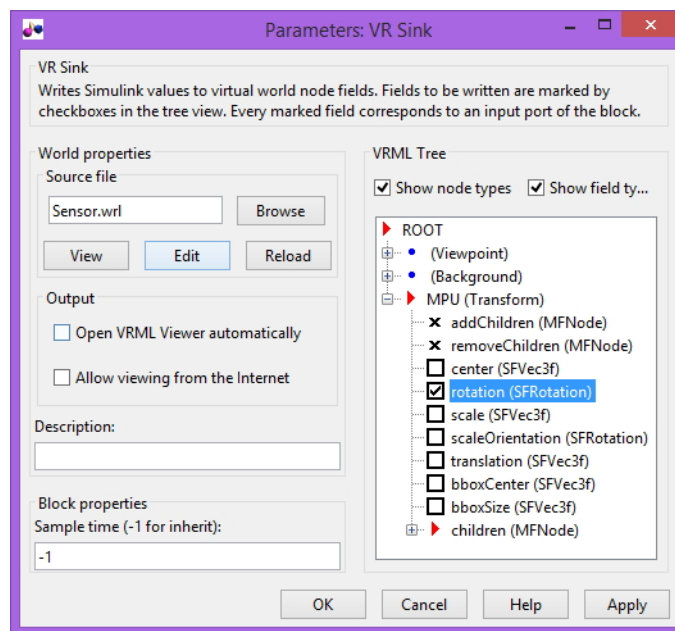 Parameters: VR Sink
VR Sink
Writes Simulink values to virtual world node fields. Fields to be written are marked by
checkboxes in the tree view. Every marked field corresponds to an input port of the block.
World properties
Source file
Sensor.wrl
Browse
View
Edit
Reload
Output
Open VRML Viewer automatically
Allow viewing from the Internet
Description:
Block properties
Sample time (-1 for inherit):
-1
VRML Tree
Show node types
Show field ty...
ROOT
(Viewpoint)
(Background)
MPU (Transform)
addChildren (MFNode)
removeChildren (MFNode)
center (SFVec3f)
rotation (SFRotation)
scale (SFVec3f)
scaleOrientation (SFRotation)
translation (SFVec3f)
bboxCenter (SFVec3f)
bboxSize (SFVec3f)
children (MFNode)
OK
Cancel
Help
Apply